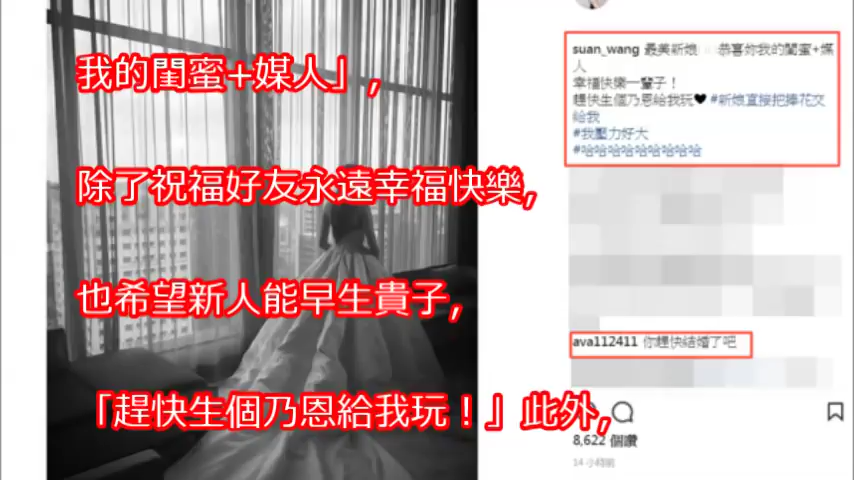 我的閨蜜+媒人」，
除了祝福好友永遠幸福快樂，
也希望新人能早生貴子，
「趕快生個乃恩給我玩！」此外，
suan_wang 最美新娘 恭喜妳我的閨蜜+媒
人
幸福快樂一輩子！
趕快生個乃恩給我玩❤ #新娘直接把捧花交
給我
#我壓力好大
#哈哈哈哈哈哈哈哈哈
ava112411 你趕快結婚了吧
8,622 個讚
14 小時前